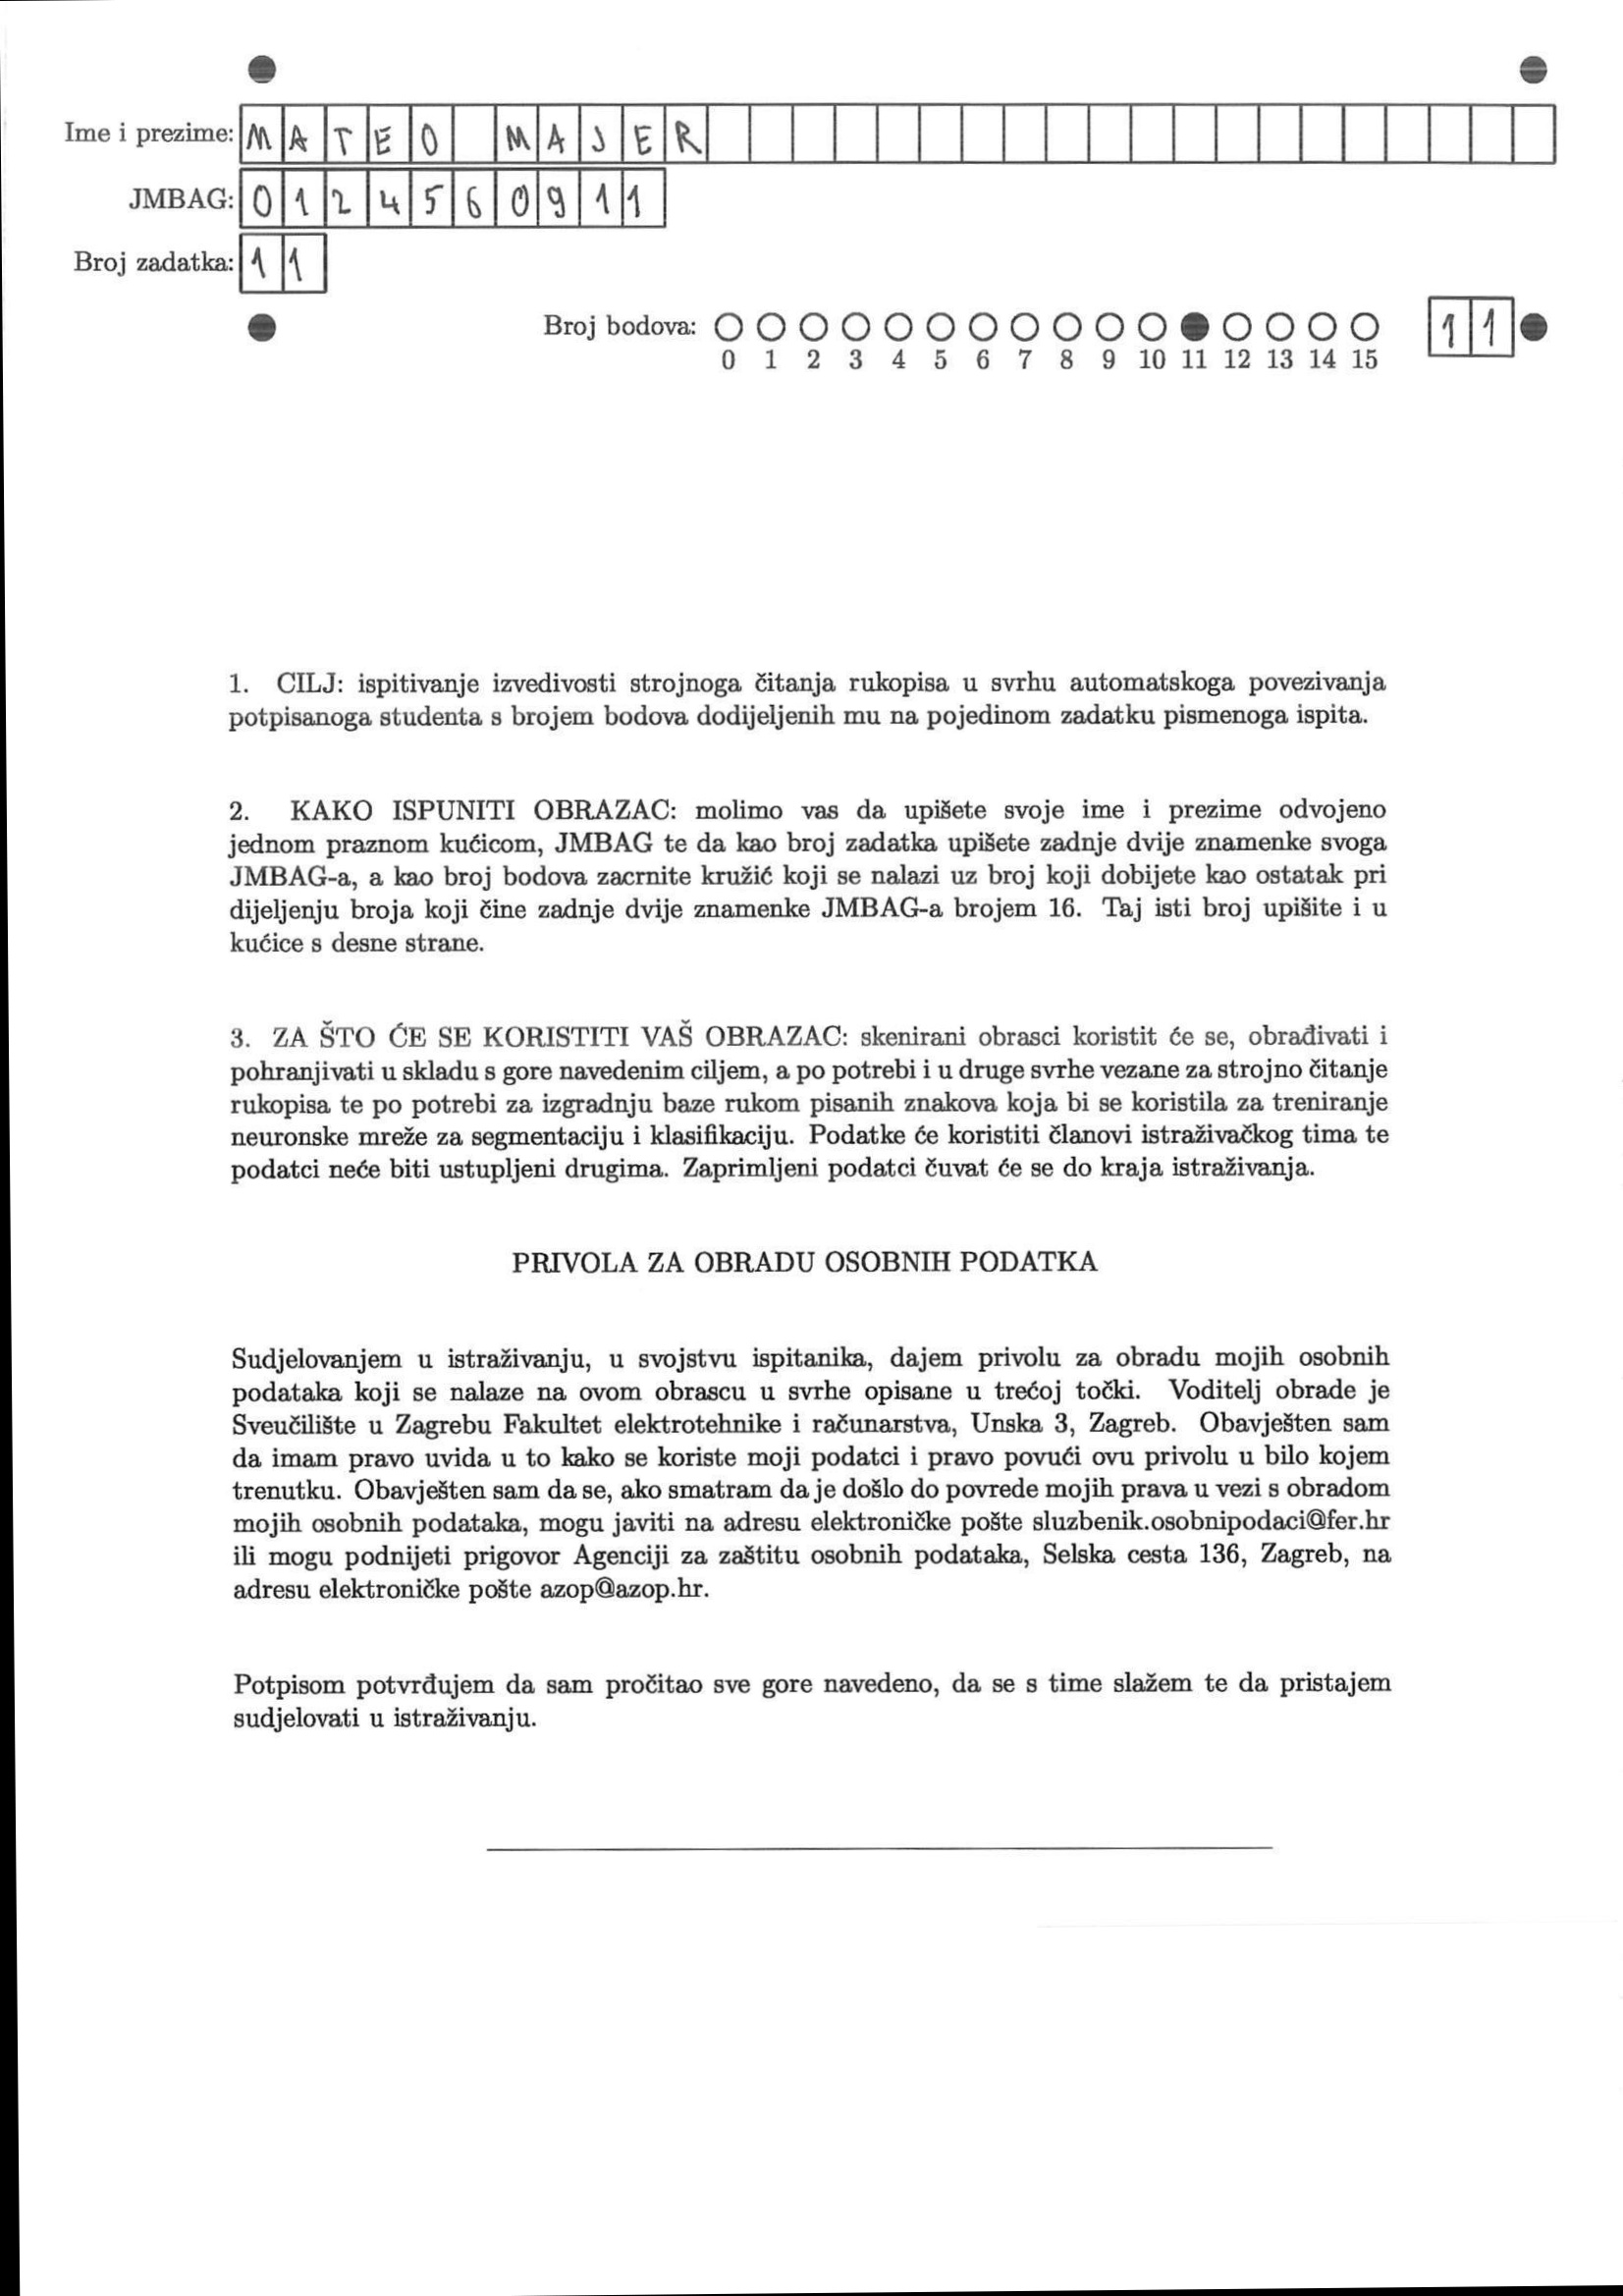 Ime i prezime: MATEO MAJER
JMBAG: 0124560911
Broj zadatka: 11
Broj bodova: 11
0 1 2 3 4 5 6 7 8 9 10 11 12 13 14 15
1. CILJ: ispitivanje izvedivosti strojnoga čitanja rukopisa u svrhu automatskoga povezivanja
potpisanoga studenta s brojem bodova dodijeljenih mu na pojedinom zadatku pismenoga ispita.
2. KAKO ISPUNITI OBRAZAC: molimo vas da upišete svoje ime i prezime odvojeno
jednom praznom kućicom, JMBAG te da kao broj zadatka upišete zadnje dvije znamenke svoga
JMBAG-a, a kao broj bodova zacrnite kružić koji se nalazi uz broj koji dobijete kao ostatak pri
dijeljenju broja koji čine zadnje dvije znamenke JMBAG-a brojem 16. Taj isti broj upišite i u
kućice s desne strane.
3. ZA ŠTO ĆE SE KORISTITI VAŠ OBRAZAC: skenirani obrasci koristit će se, obrađivati i
pohranjivati u skladu s gore navedenim ciljem, a po potrebi i u druge svrhe vezane za strojno čitanje
rukopisa te po potrebi za izgradnju baze rukom pisanih znakova koja bi se koristila za treniranje
neuronske mreže za segmentaciju i klasifikaciju. Podatke će koristiti članovi istraživačkog tima te
podatci neće biti ustupljeni drugima. Zaprimljeni podatci čuvat će se do kraja istraživanja.
PRIVOLA ZA OBRADU OSOBNIH PODATKA
Sudjelovanjem u istraživanju, u svojstvu ispitanika, dajem privolu za obradu mojih osobnih
podataka koji se nalaze na ovom obrascu u svrhe opisane u trećoj točki. Voditelj obrade je
Sveučilište u Zagrebu Fakultet elektrotehnike i računarstva, Unska 3, Zagreb. Obavješten sam
da imam pravo uvida u to kako se koriste moji podatci i pravo povući ovu privolu u bilo kojem
trenutku. Obavješten sam da se, ako smatram da je došlo do povrede mojih prava u vezi s obradom
mojih osobnih podataka, mogu javiti na adresu elektroničke pošte sluzbenik.osobnipodaci@fer.hr
ili mogu podnijeti prigovor Agenciji za zaštitu osobnih podataka, Selska cesta 136, Zagreb, na
adresu elektroničke pošte azop@azop.hr.
Potpisom potvrđujem da sam pročitao sve gore navedeno, da se s time slažem te da pristajem
sudjelovati u istraživanju.